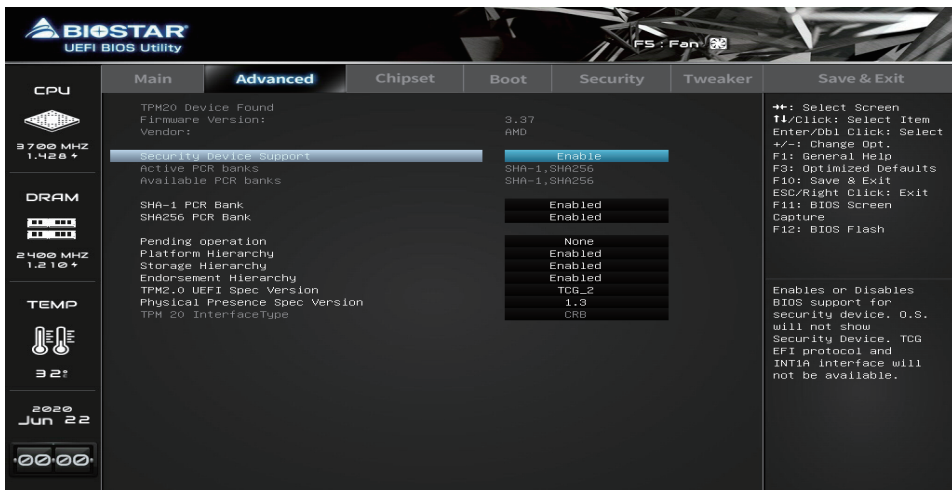 BIOSTAR
UEFI BIOS Utility
F5 : Fan
Main Advanced Chipset Boot Security Tweaker Save & Exit
CPU
3700 MHZ
1.428
DRAM
2400 MHZ
1.210
TEMP
32°
2020
Jun 22
00:00
TPM20 Device Found
Firmware Version: 3.37
Vendor: AMD
Security Device Support Enable
Active PCR banks SHA-1,SHA256
Available PCR banks SHA-1,SHA256
SHA-1 PCR Bank Enabled
SHA256 PCR Bank Enabled
Pending operation None
Platform Hierarchy Enabled
Storage Hierarchy Enabled
Endorsement Hierarchy Enabled
TPM2.0 UEFI Spec Version TCG_2
Physical Presence Spec Version 1.3
TPM 20 InterfaceType CRB
→←: Select Screen
↑↓/Click: Select Item
Enter/Dbl Click: Select
+/-: Change Opt.
F1: General Help
F3: Optimized Defaults
F10: Save & Exit
ESC/Right Click: Exit
F11: BIOS Screen
Capture
F12: BIOS Flash
Enables or Disables
BIOS support for
security device. O.S.
will not show
Security Device. TCG
EFI protocol and
INT1A interface will
not be available.